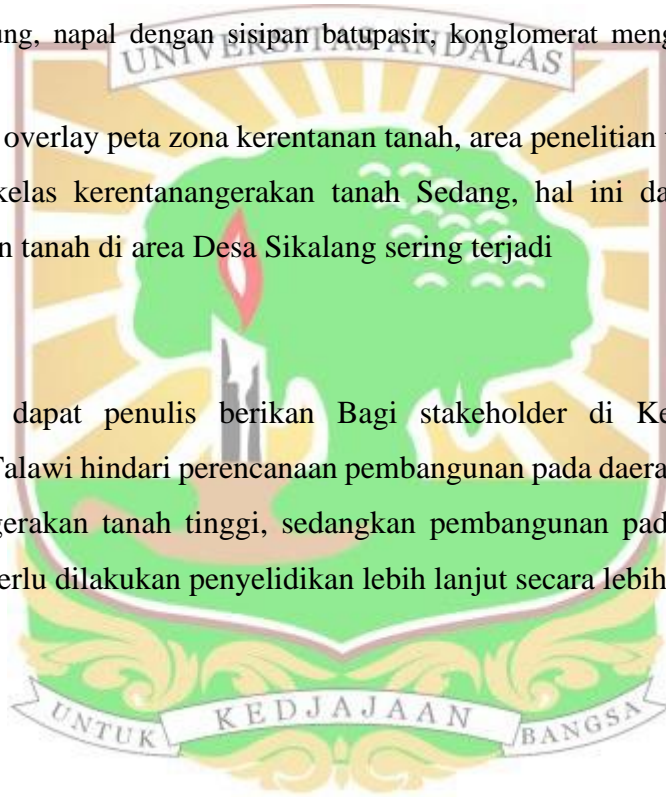 ung, napal dengan sisipan batupasir, konglomerat meng
UNIVERSITAS ANDALAS
overlay peta zona kerentanan tanah, area penelitian
kelas kerentanangerakan tanah Sedang, hal ini da
n tanah di area Desa Sikalang sering terjadi
dapat penulis berikan Bagi stakeholder di Ke
Talawi hindari perencanaan pembangunan pada daera
gerakan tanah tinggi, sedangkan pembangunan pad
erlu dilakukan penyelidikan lebih lanjut secara lebih
UNTUK KEDJAJAAN BANGSA